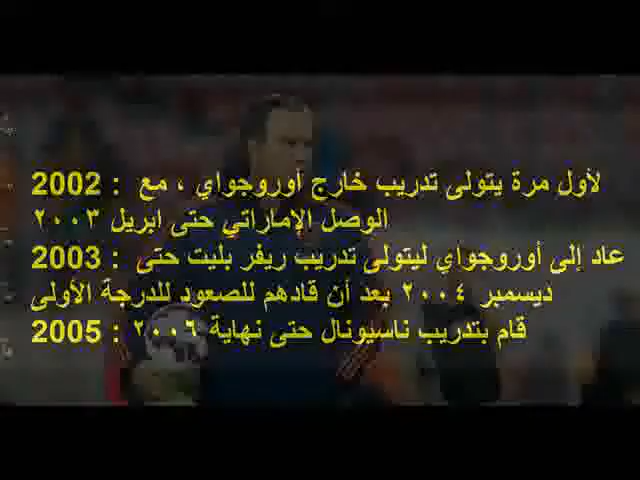 2002 : لأول مرة يتولى تدريب خارج أوروجواي ، مع
الوصل الإماراتي حتى ابريل ٢٠٠٣
2003 : عاد إلى أوروجواي ليتولى تدريب ريفر بليت حتى
ديسمبر ٢٠٠٤ بعد أن قادهم للصعود للدرجة الأولى
2005 : قام بتدريب ناسيونال حتى نهاية ٢٠٠٦